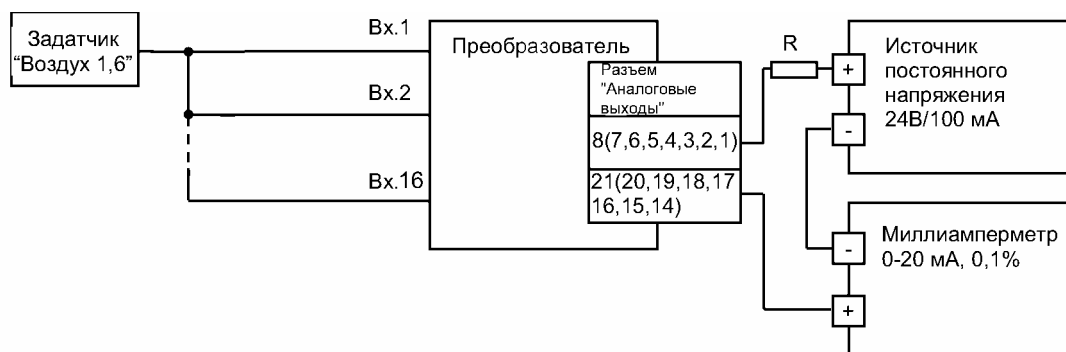 Задатчик
“Воздух 1,6”
Вх.1
Вх.2
Вх.16
Преобразователь
Разъем
"Аналоговые
выходы"
8(7,6,5,4,3,2,1)
21(20,19,18,17
16,15,14)
R
+
-
Источник
постоянного
напряжения
24В/100 мА
-
+
Миллиамперметр
0-20 мА, 0,1%